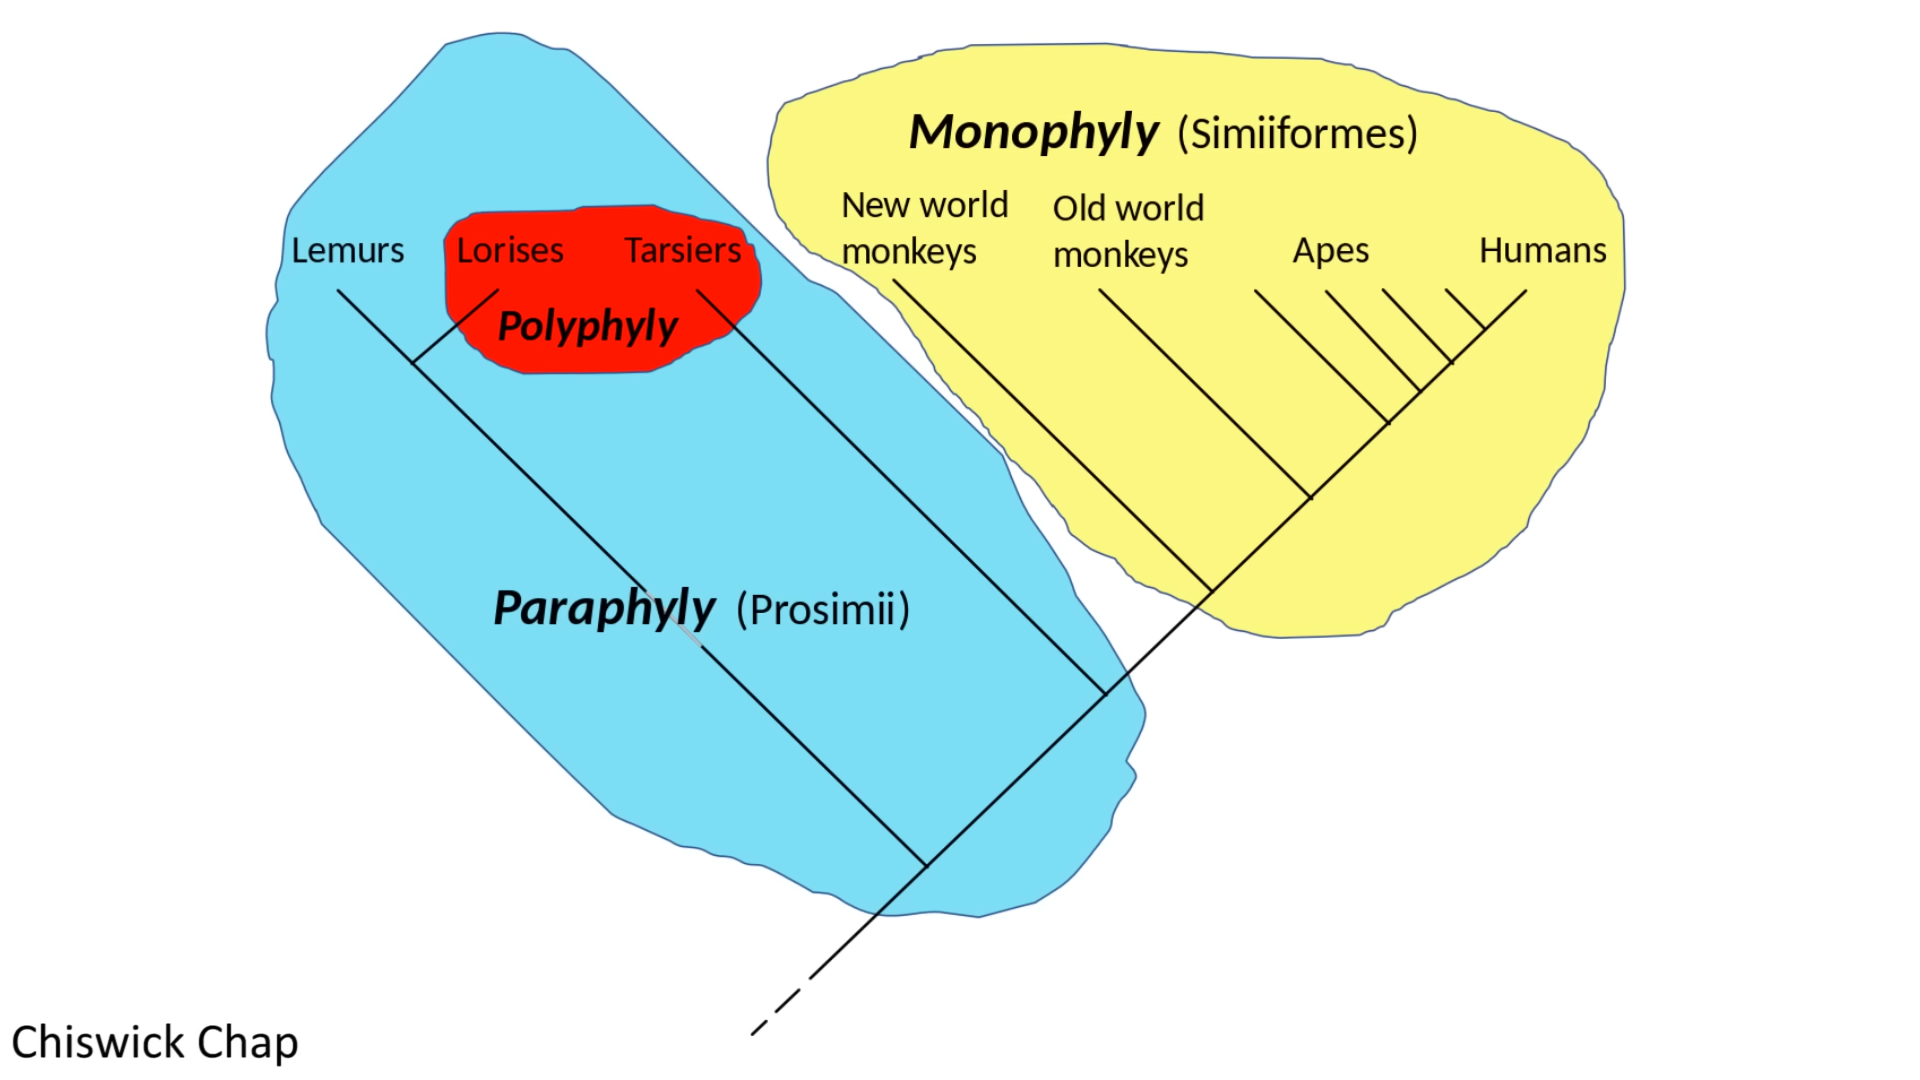 Monophyly (Simiiformes)
New world
monkeys
Old world
monkeys
Lemurs
Lorises
Tarsiers
Apes
Humans
Polyphyly
Paraphyly (Prosimii)
Chiswick Chap